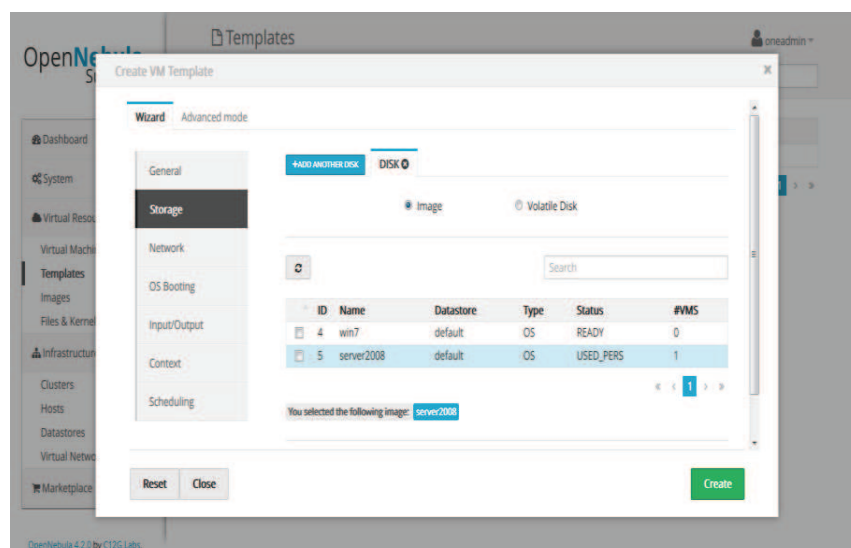 Templates
oneadmin
OpenNebula
Create VM Template
x
Wizard Advanced mode
Dashboard
System
Virtual Resou
Virtual Machi
Templates
Images
Files & Kernel
Infrastructur
Clusters
Hosts
Datastores
Virtual Netwo
Marketplace
General
Storage
Network
OS Booting
Input/Output
Context
Scheduling
+ADD ANOTHER DISK DISK
Image Volatile Disk
Search
ID Name Datastore Type Status #VMS
4 win7 default OS READY 0
5 server2008 default OS USED_PERS 1
« ‹ 1 › »
You selected the following image: server2008
Reset Close Create
OpenNebula 4.2.0 by C12G Labs.